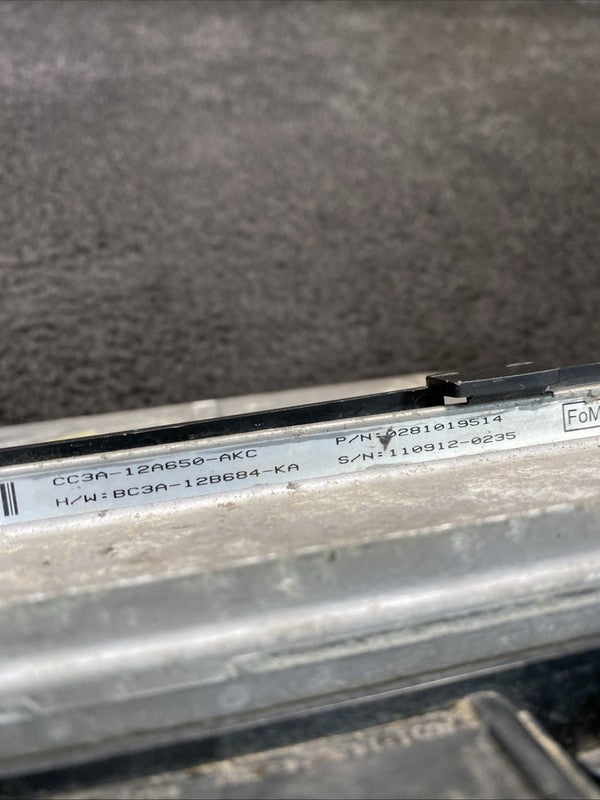 CC3A-12A650-AKC
H/W:BC3A-12B684-KA
P/N:0281019514
S/N:110912-0235
FoM